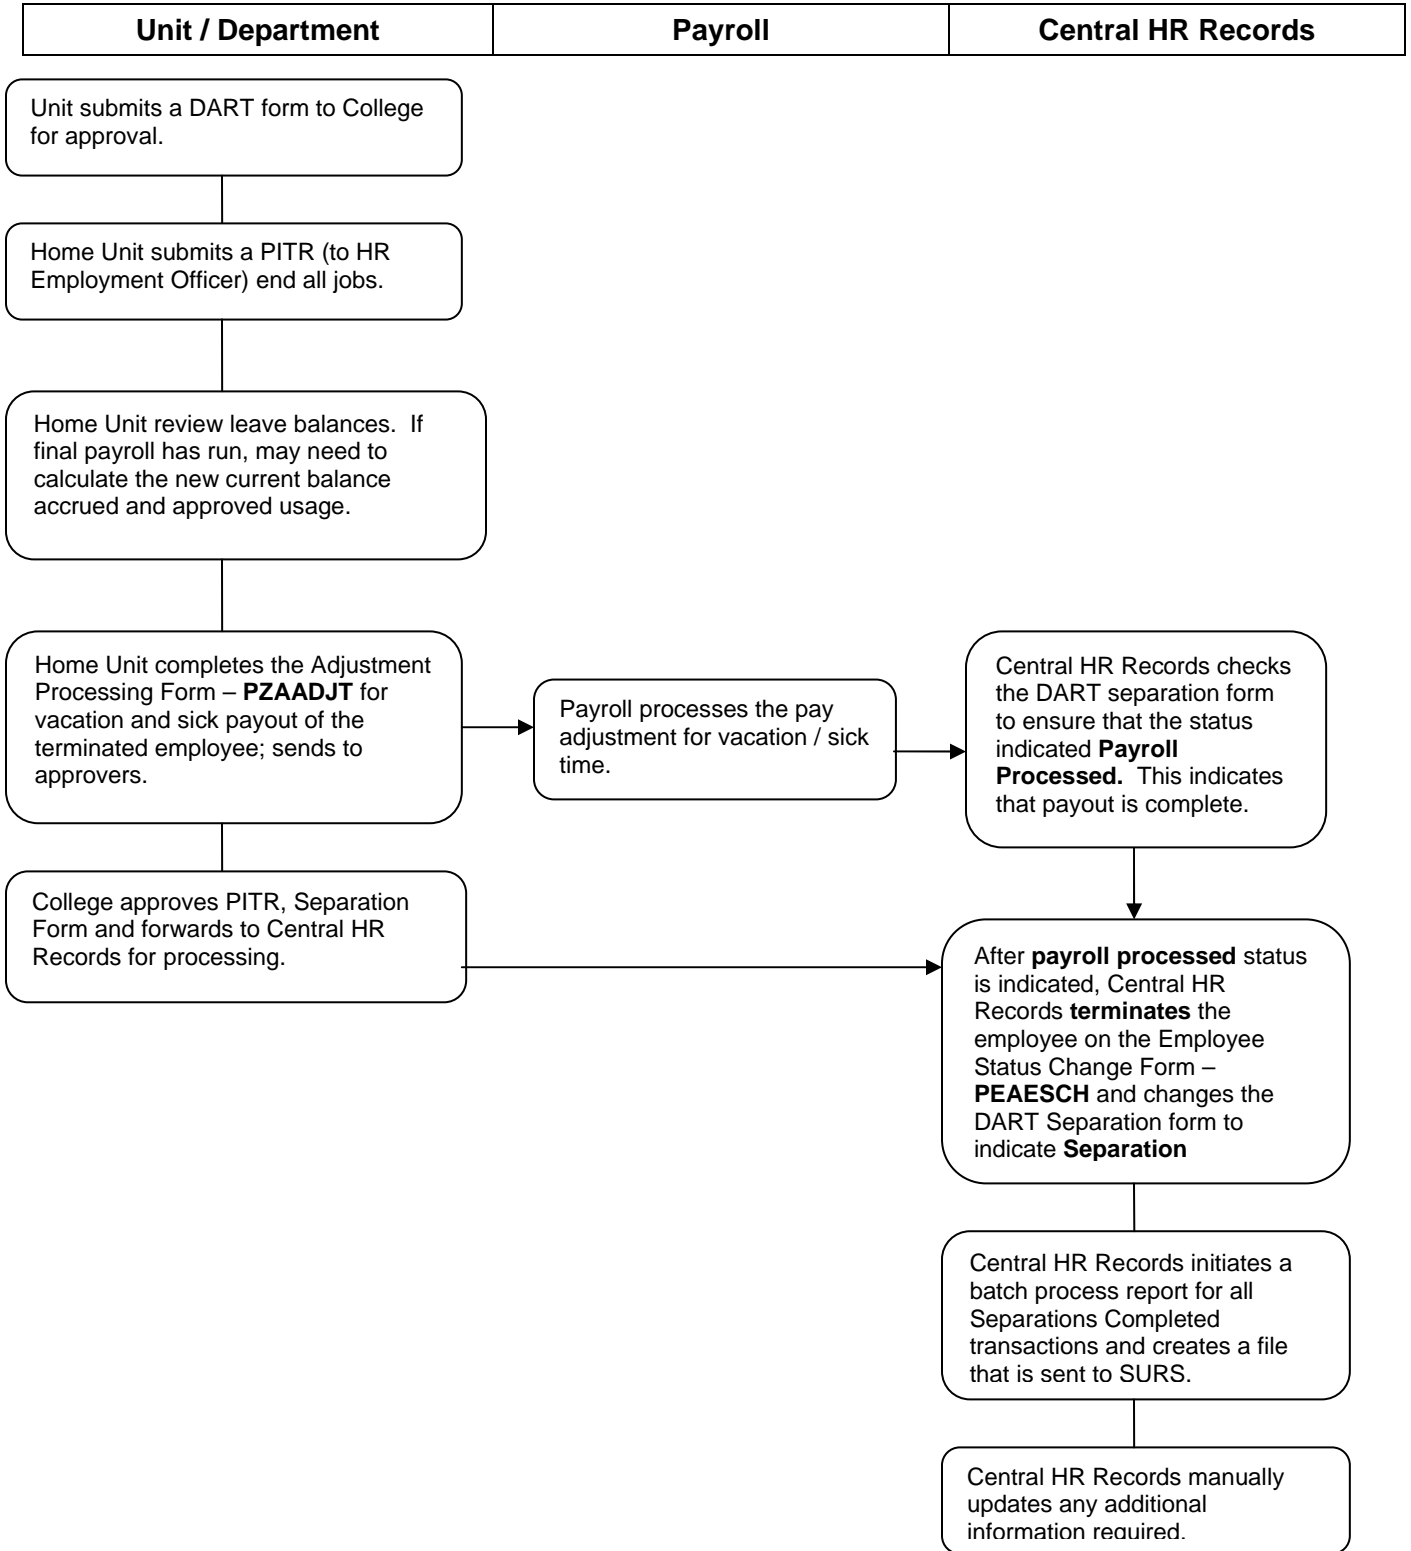 Unit / Department
Payroll
Central HR Records
Unit submits a DART form to College
for approval.
Home Unit submits a PITR (to HR
Employment Officer) end all jobs.
Home Unit review leave balances.  If
final payroll has run, may need to
calculate the new current balance
accrued and approved usage.
Home Unit completes the Adjustment
Processing Form – PZAADJT for
vacation and sick payout of the
terminated employee; sends to
approvers.
Payroll processes the pay
adjustment for vacation / sick
time.
Central HR Records checks
the DART separation form
to ensure that the status
indicated Payroll
Processed.  This indicates
that payout is complete.
College approves PITR, Separation
Form and forwards to Central HR
Records for processing.
After payroll processed status
is indicated, Central HR
Records terminates the
employee on the Employee
Status Change Form –
PEAESCH and changes the
DART Separation form to
indicate Separation
Central HR Records initiates a
batch process report for all
Separations Completed
transactions and creates a file
that is sent to SURS.
Central HR Records manually
updates any additional
information required.